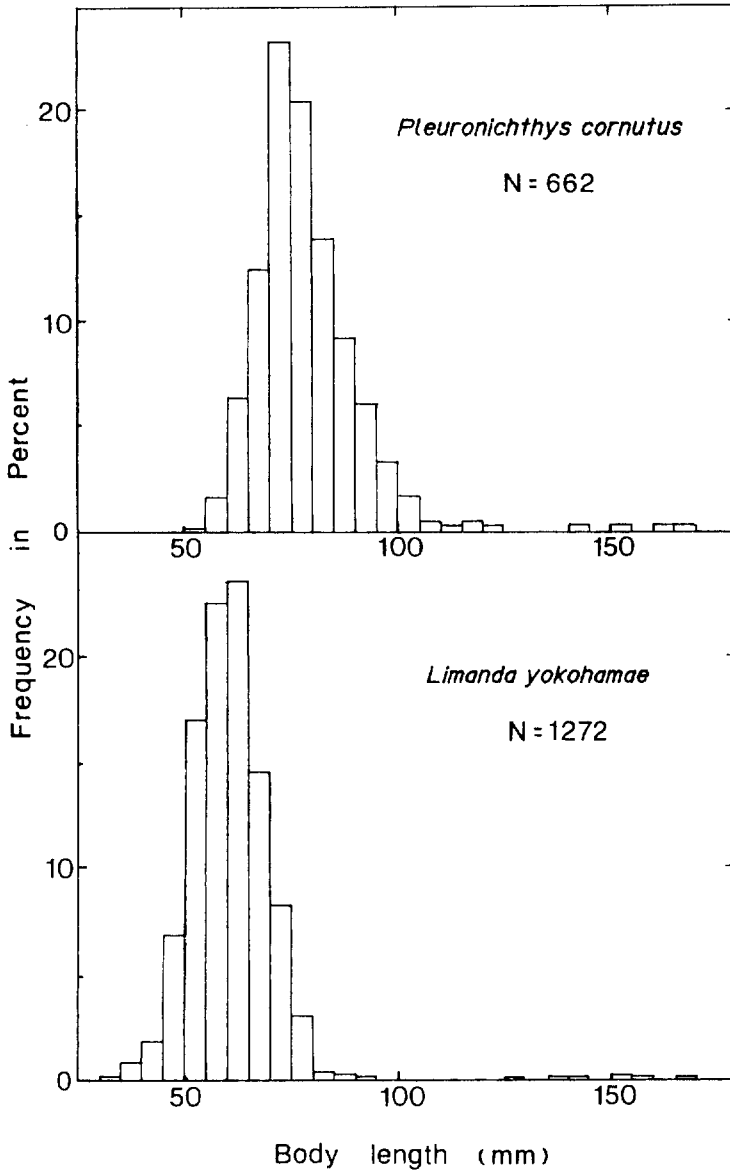 20
Pleuronichthys cornutus
N = 662
10
0
50 100 150
Frequency in Percent
20
Limanda yokohamae
N = 1272
10
0
50 100 150
Body length (mm)